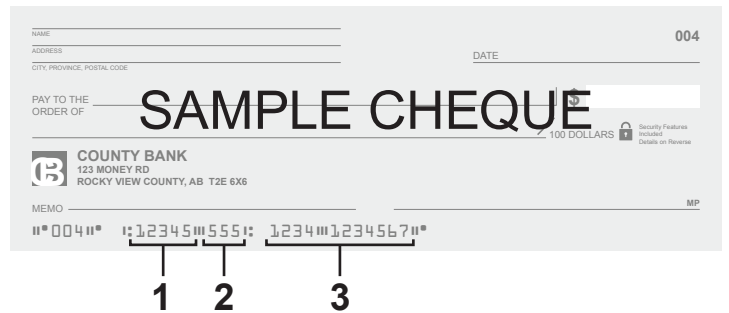 NAME
004
ADDRESS
DATE
CITY, PROVINCE, POSTAL CODE
SAMPLE CHEQUE
PAY TO THE
ORDER OF
$
100 DOLLARS
Security Features
Included
Details on Reverse
CB
COUNTY BANK
123 MONEY RD
ROCKY VIEW COUNTY, AB T2E 6X6
MEMO
MP
⑈004⑈ ⑆12345⑉555⑆ 1234⑉1234567⑈
1 2 3